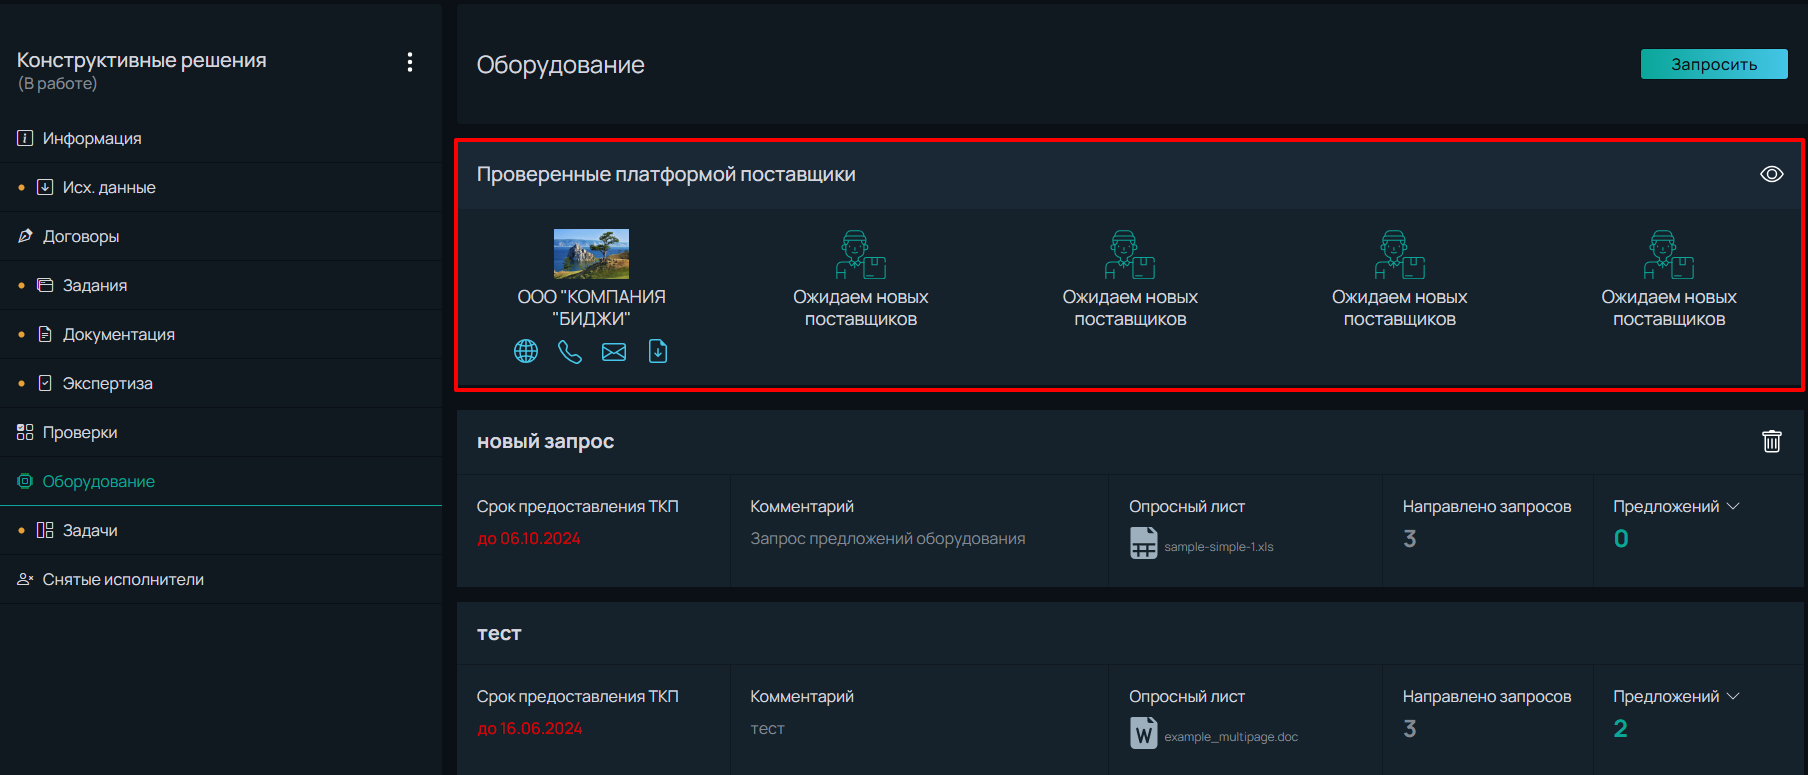 Конструктивные решения
(В работе)
Информация
Исх. данные
Договоры
Задания
Документация
Экспертиза
Проверки
Оборудование
Задачи
Снятые исполнители
Оборудование
Запросить
Проверенные платформой поставщики
ООО "КОМПАНИЯ
"БИДЖИ"
Ожидаем новых
поставщиков
Ожидаем новых
поставщиков
Ожидаем новых
поставщиков
Ожидаем новых
поставщиков
новый запрос
Срок предоставления ТКП
до 06.10.2024
Комментарий
Запрос предложений оборудования
Опросный лист
sample-simple-1.xls
Направлено запросов
3
Предложений
0
тест
Срок предоставления ТКП
до 16.06.2024
Комментарий
тест
Опросный лист
W
example_multipage.doc
Направлено запросов
3
Предложений
2